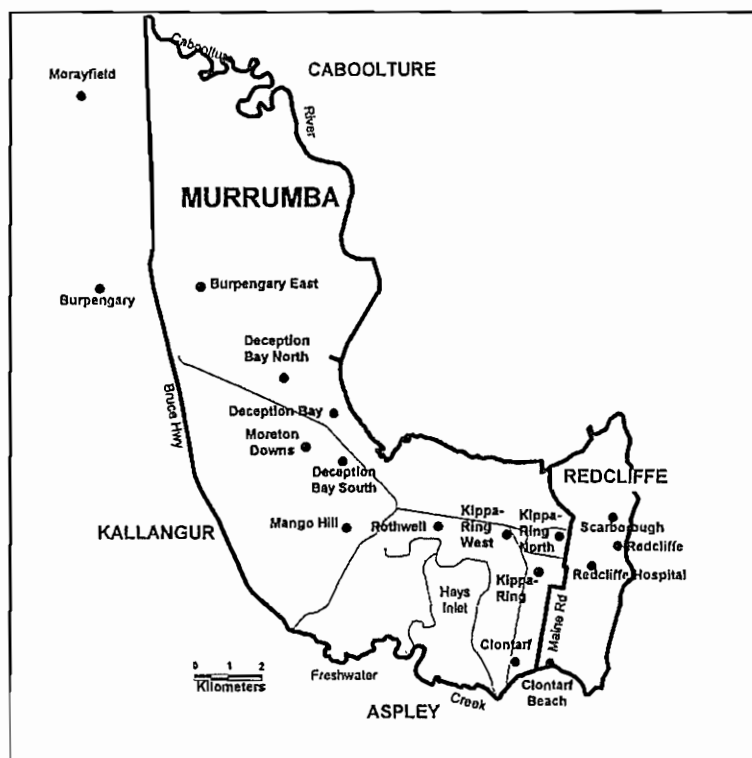 Caboolture
CABOOLTURE
Morayfield
River
MURRUMBA
Burpengary East
Burpengary
Deception
Bay North
Bruce Hwy
Deception Bay
Moreton
Downs
Deception
Bay South
REDCLIFFE
KALLANGUR
Mango Hill
Rothwell
Kippa-
Ring
West
Kippa-
Ring
North
Scarborough
Redcliffe
Redcliffe Hospital
Kippa-
Ring
Hays
Inlet
Maine Rd
Clontarf
0 1 2
Kilometers
Freshwater
Creek
Clontarf
Beach
ASPLEY